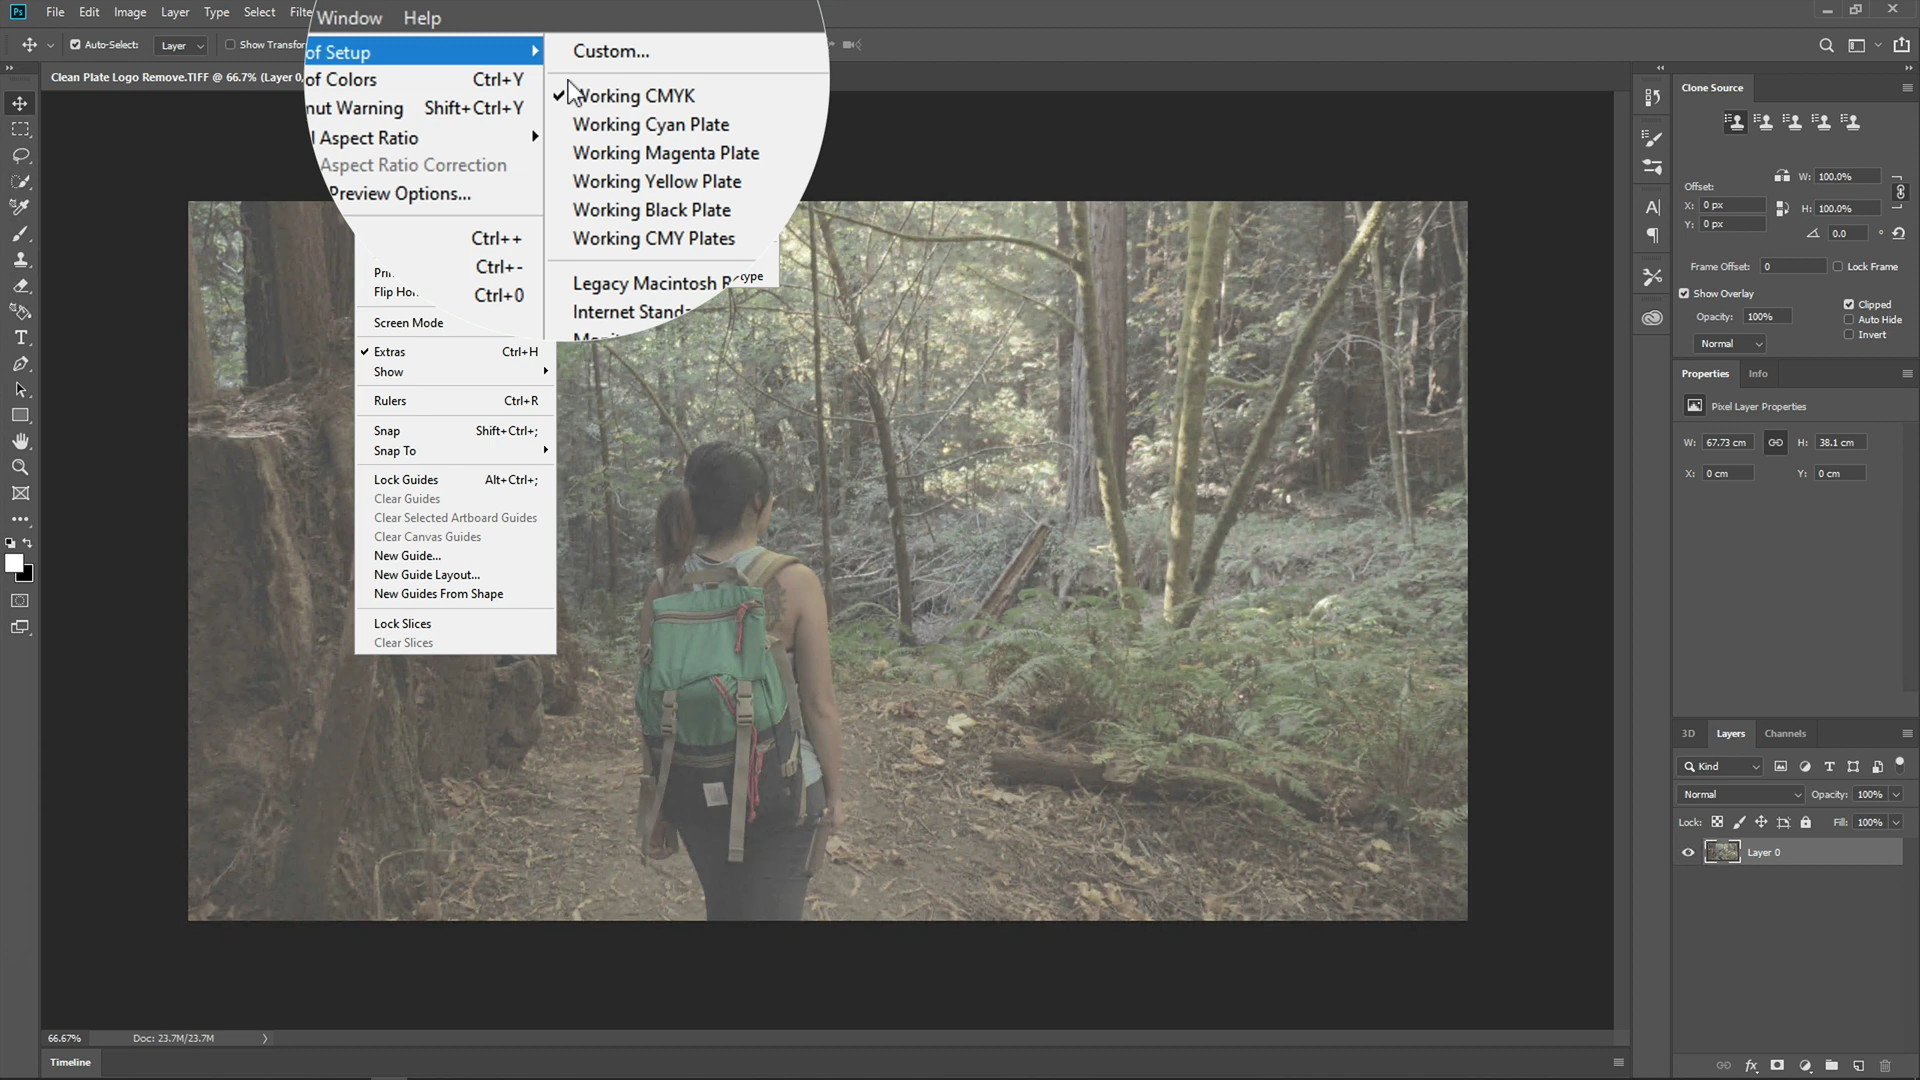 Ps File Edit Image Layer Type Select
Window Help
Auto-Select: Layer
Clean Plate Logo Remove.TIFF @ 66.7% (Layer 0,
of Setup
of Colors Ctrl+Y
Warning Shift+Ctrl+Y
Aspect Ratio
Aspect Ratio Correction
Preview Options...
Ctrl++
Ctrl+-
Ctrl+0
Custom...
Working CMYK
Working Cyan Plate
Working Magenta Plate
Working Yellow Plate
Working Black Plate
Working CMY Plates
Legacy Macintosh
Internet
type
Screen Mode
Extras Ctrl+H
Show
Rulers Ctrl+R
Snap Shift+Ctrl+;
Snap To
Lock Guides Alt+Ctrl+;
Clear Guides
Clear Selected Artboard Guides
Clear Canvas Guides
New Guide...
New Guide Layout...
New Guides From Shape
Lock Slices
Clear Slices
Clone Source
Offset: W: 100.0%
X: 0 px H: 100.0%
Y: 0 px 0.0 °
Frame Offset: 0 Lock Frame
Show Overlay Clipped
Opacity: 100% Auto Hide
Normal Invert
Properties Info
Pixel Layer Properties
W: 67.73 cm H: 38.1 cm
X: 0 cm Y: 0 cm
3D Layers Channels
Kind
Normal Opacity: 100%
Lock: Fill: 100%
Layer 0
66.67% Doc: 23.7M/23.7M
Timeline